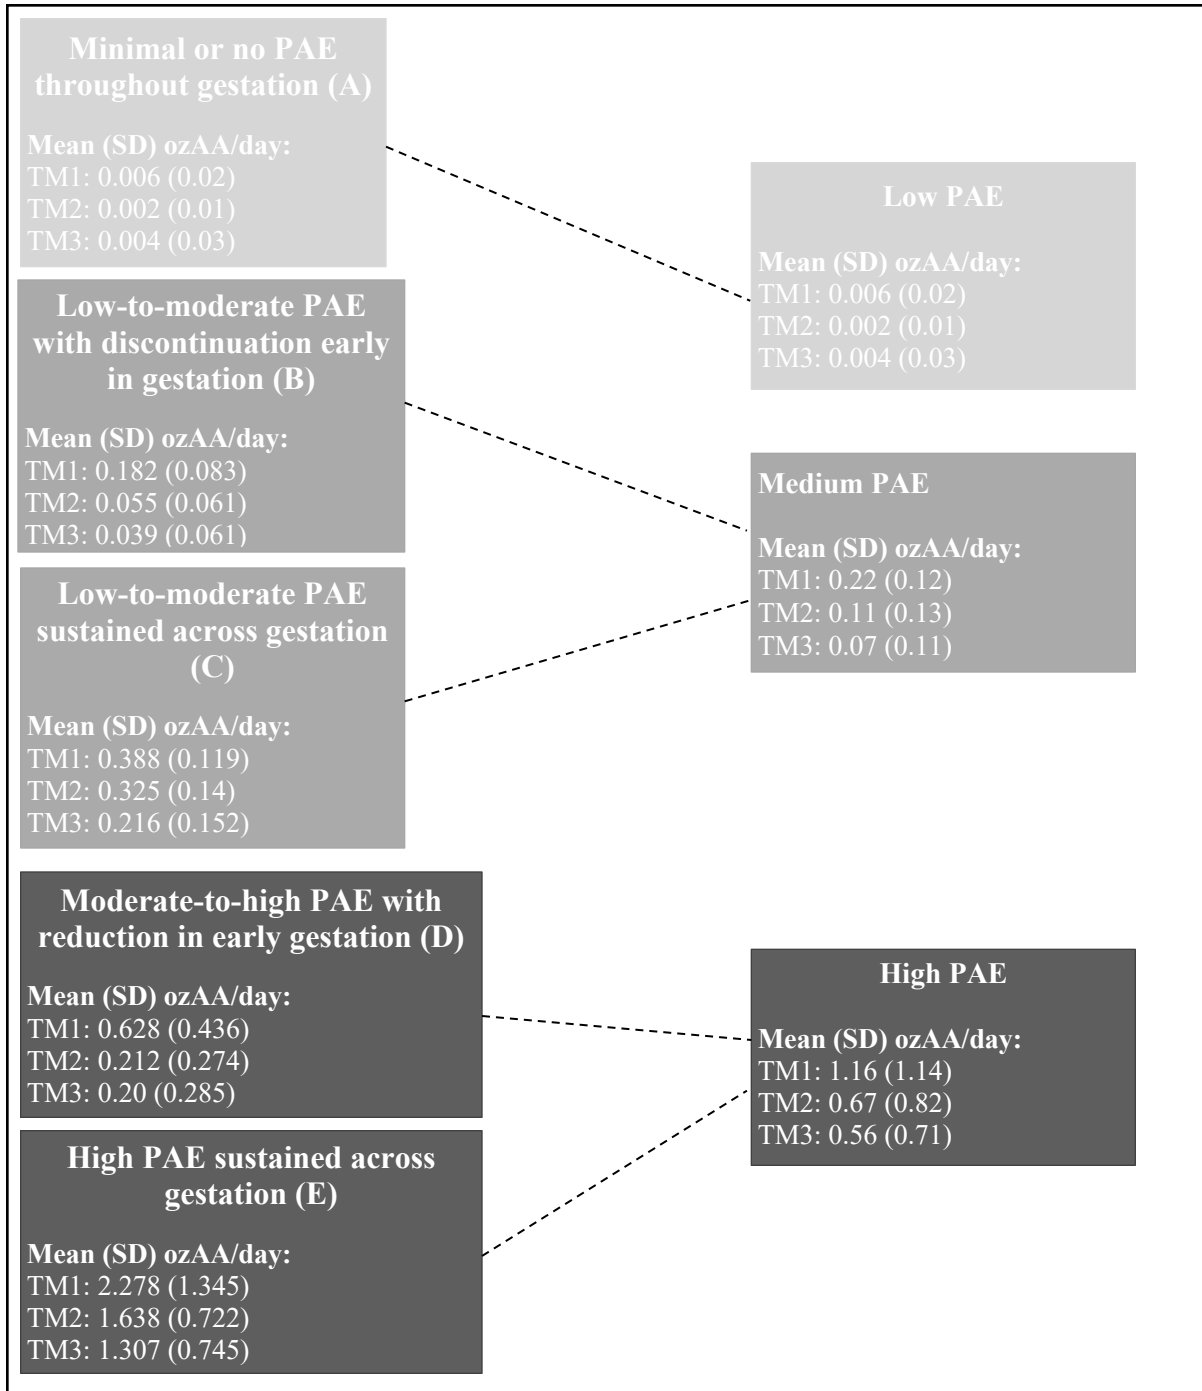 Minimal or no PAE
throughout gestation (A)
Mean (SD) ozAA/day:
TM1: 0.006 (0.02)
TM2: 0.002 (0.01)
TM3: 0.004 (0.03)
Low-to-moderate PAE
with discontinuation early
in gestation (B)
Mean (SD) ozAA/day:
TM1: 0.182 (0.083)
TM2: 0.055 (0.061)
TM3: 0.039 (0.061)
Low-to-moderate PAE
sustained across gestation
(C)
Mean (SD) ozAA/day:
TM1: 0.388 (0.119)
TM2: 0.325 (0.14)
TM3: 0.216 (0.152)
Moderate-to-high PAE with
reduction in early gestation (D)
Mean (SD) ozAA/day:
TM1: 0.628 (0.436)
TM2: 0.212 (0.274)
TM3: 0.20 (0.285)
High PAE sustained across
gestation (E)
Mean (SD) ozAA/day:
TM1: 2.278 (1.345)
TM2: 1.638 (0.722)
TM3: 1.307 (0.745)
Low PAE
Mean (SD) ozAA/day:
TM1: 0.006 (0.02)
TM2: 0.002 (0.01)
TM3: 0.004 (0.03)
Medium PAE
Mean (SD) ozAA/day:
TM1: 0.22 (0.12)
TM2: 0.11 (0.13)
TM3: 0.07 (0.11)
High PAE
Mean (SD) ozAA/day:
TM1: 1.16 (1.14)
TM2: 0.67 (0.82)
TM3: 0.56 (0.71)